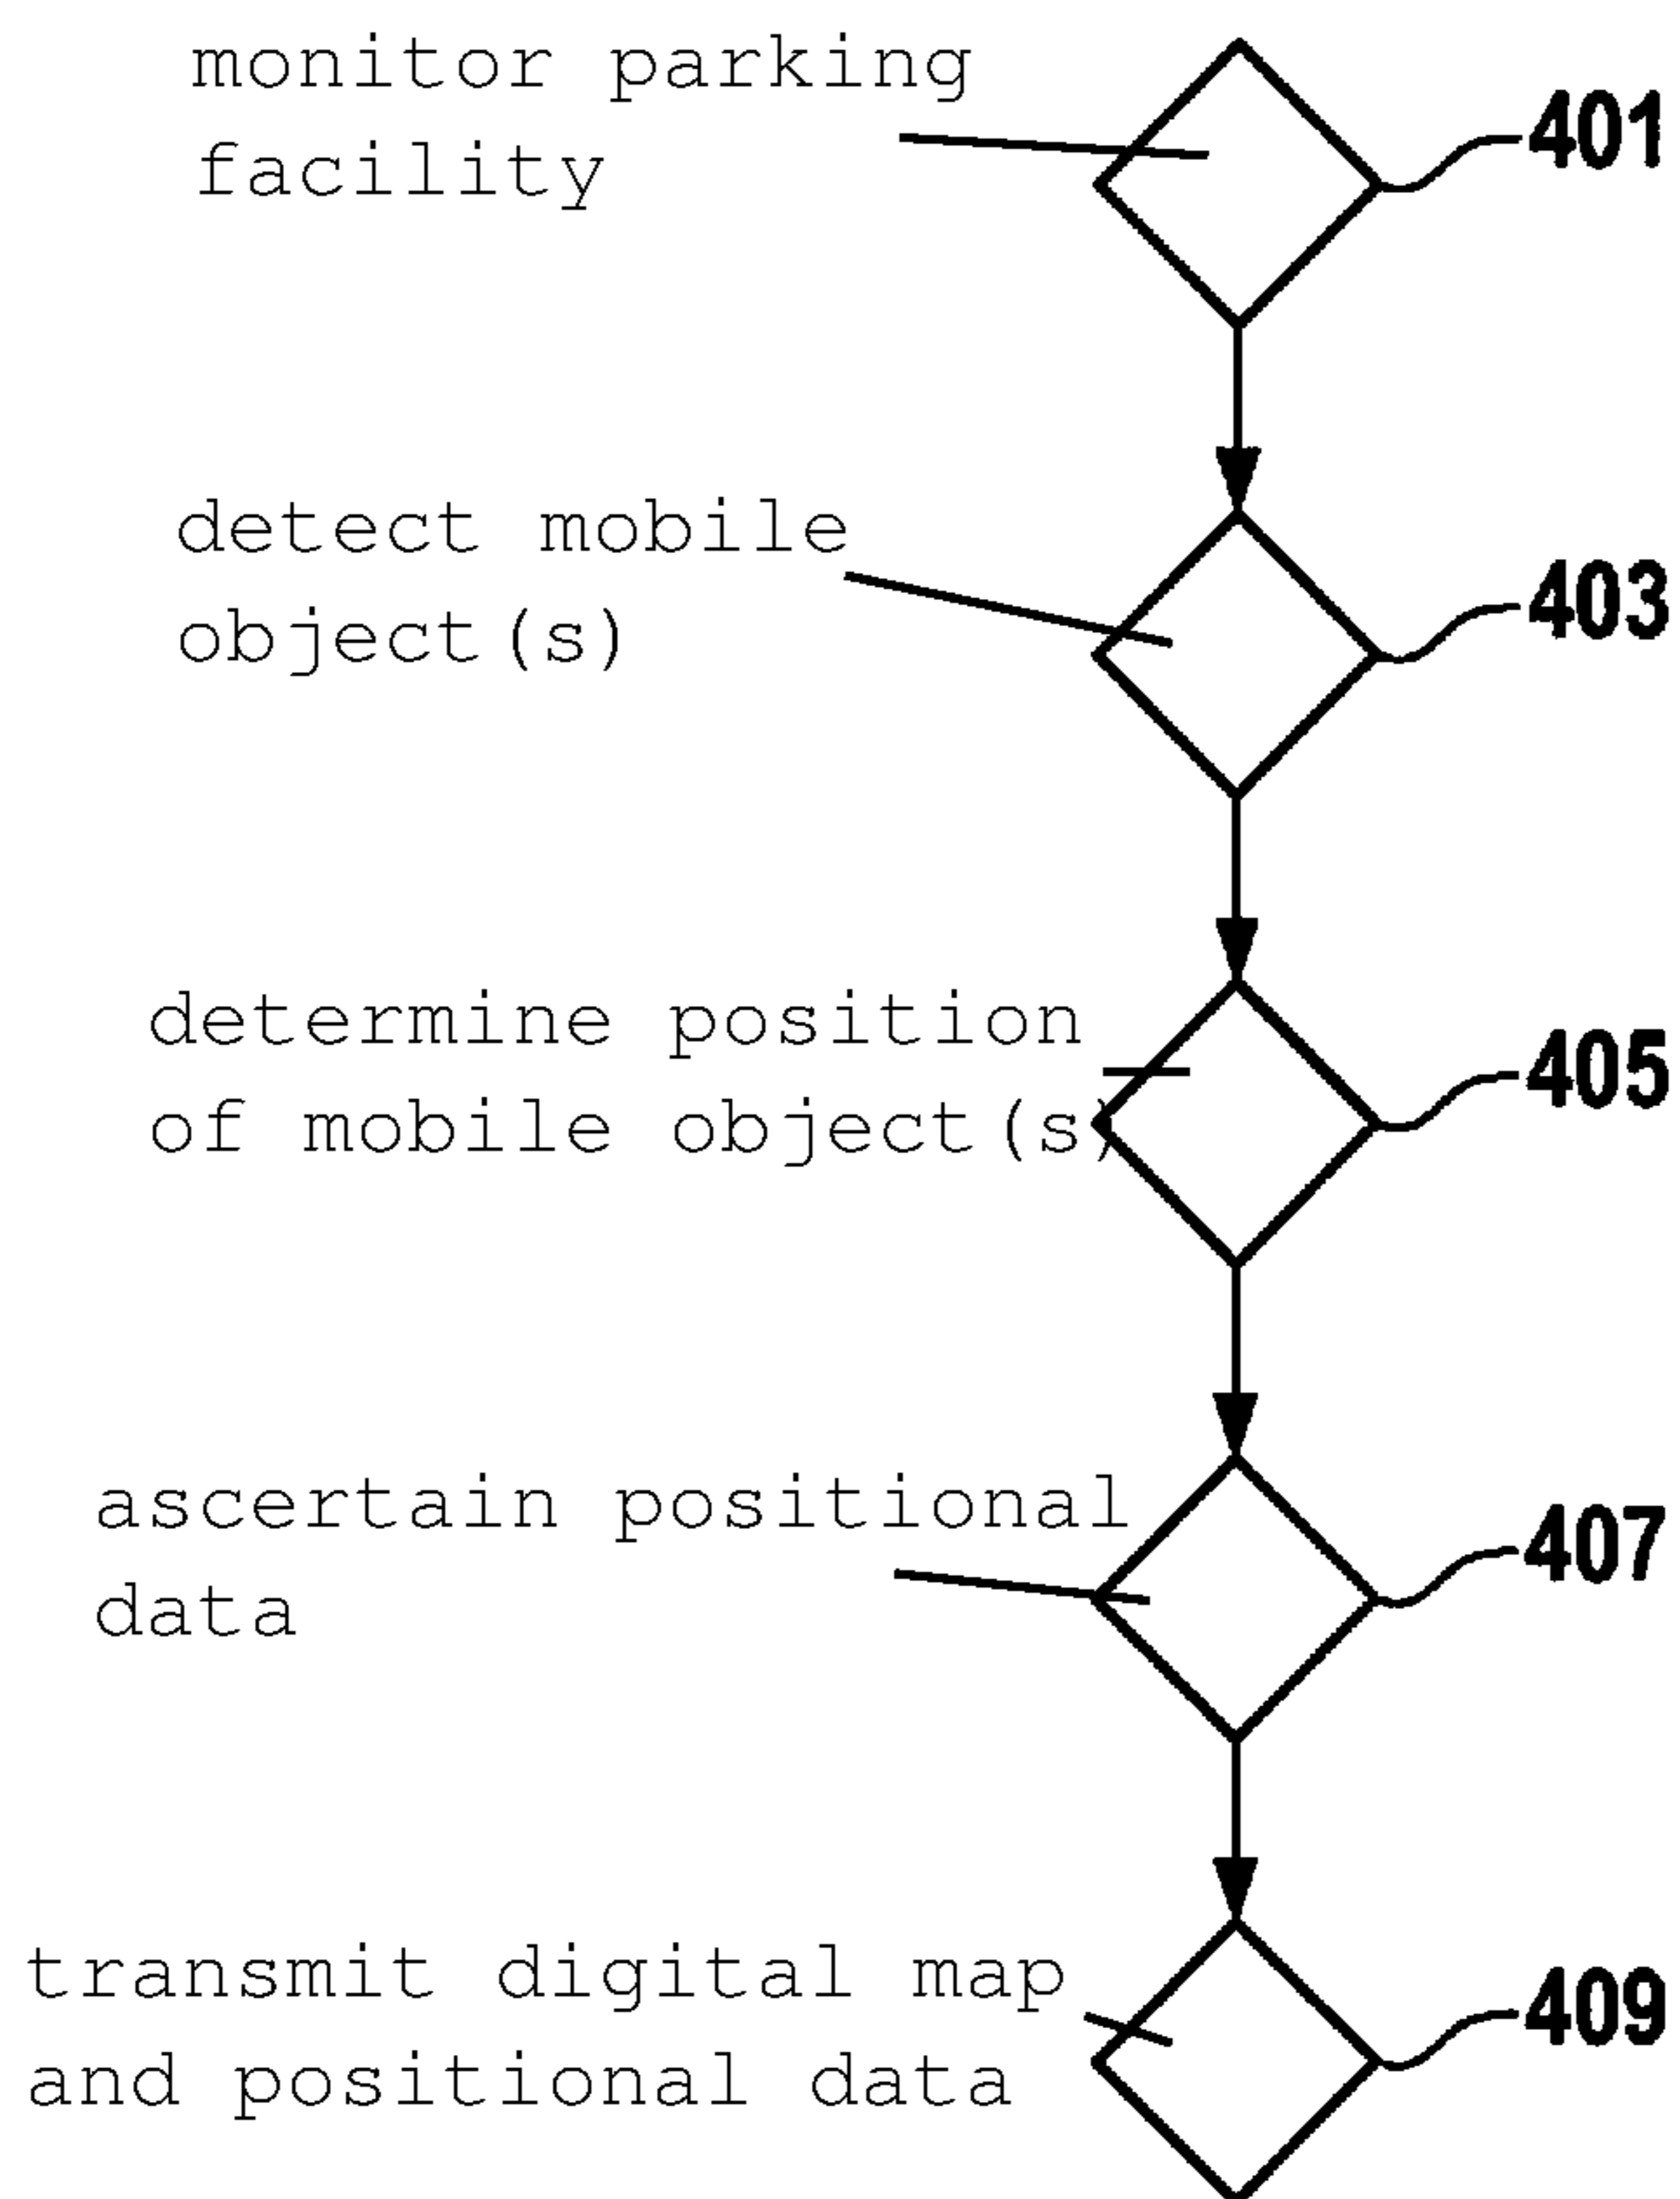 monitor parking
facility
401
detect mobile
object(s)
403
determine position
of mobile object(s)
405
ascertain positional
data
407
transmit digital map
and positional data
409